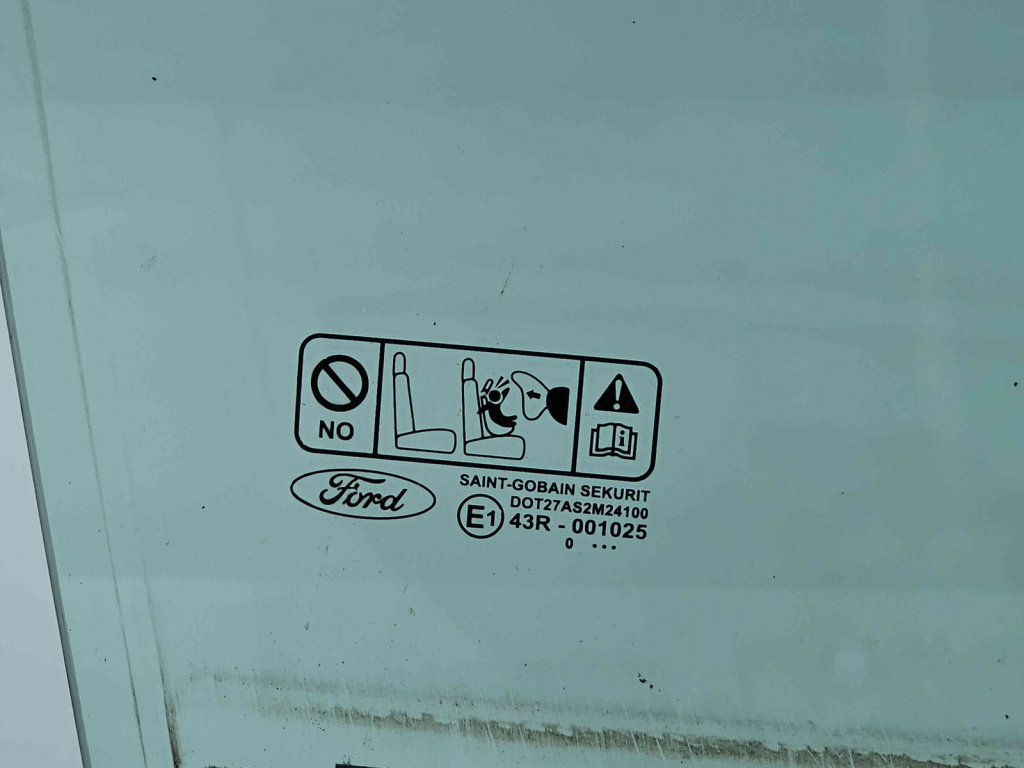 NO
Ford
SAINT-GOBAIN SEKURIT
DOT27AS2M24100
E1 43R - 001025
0 ...